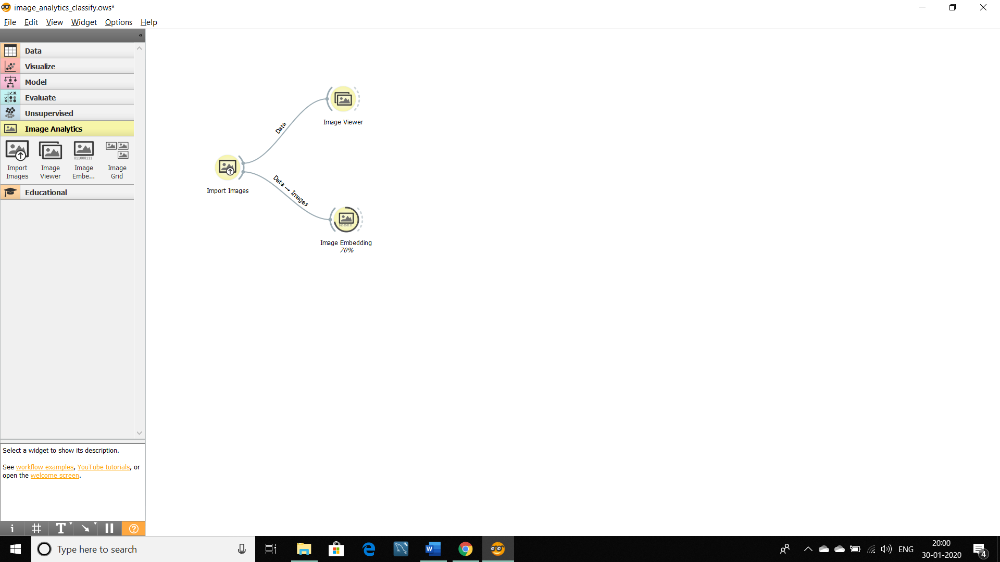 image_analytics_classify.ows*
File Edit View Widget Options Help
«
Data
Visualize
Model
Evaluate
Unsupervised
Image Analytics
Import Images
Image Viewer
Image Embe...
Image Grid
Educational
Select a widget to show its description.
See workflow examples, YouTube tutorials, or
open the welcome screen.
Data
Image Viewer
Import Images
Data → Images
Image Embedding
70%
Type here to search
ENG
20:00
30-01-2020
4